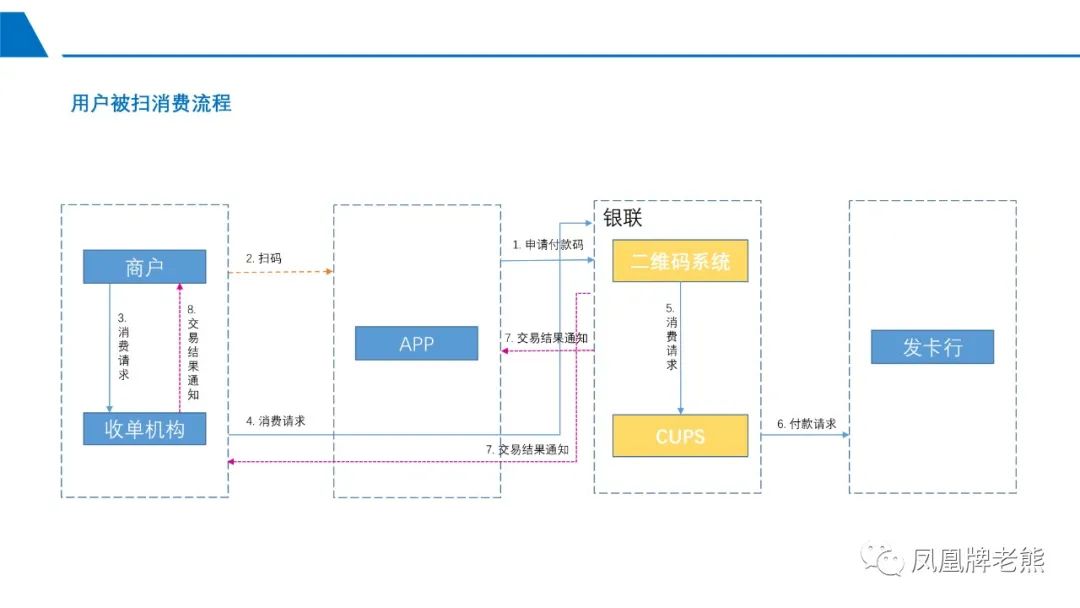 用户被扫消费流程
商户
收单机构
3. 消费请求
8. 交易结果通知
2. 扫码
4. 消费请求
APP
1. 申请付款码
7. 交易结果通知
7. 交易结果通知
银联
二维码系统
5. 消费请求
CUPS
6. 付款请求
发卡行
凤凰牌老熊